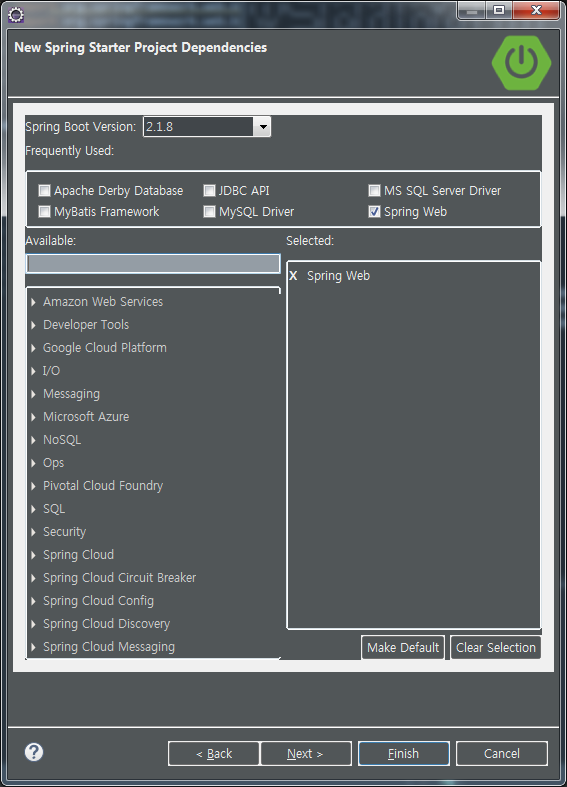 New Spring Starter Project Dependencies
Spring Boot Version: 2.1.8
Frequently Used:
Apache Derby Database JDBC API MS SQL Server Driver
MyBatis Framework MySQL Driver Spring Web
Available: Selected:
X Spring Web
Amazon Web Services
Developer Tools
Google Cloud Platform
I/O
Messaging
Microsoft Azure
NoSQL
Ops
Pivotal Cloud Foundry
SQL
Security
Spring Cloud
Spring Cloud Circuit Breaker
Spring Cloud Config
Spring Cloud Discovery
Spring Cloud Messaging
Make Default Clear Selection
? < Back Next > Finish Cancel